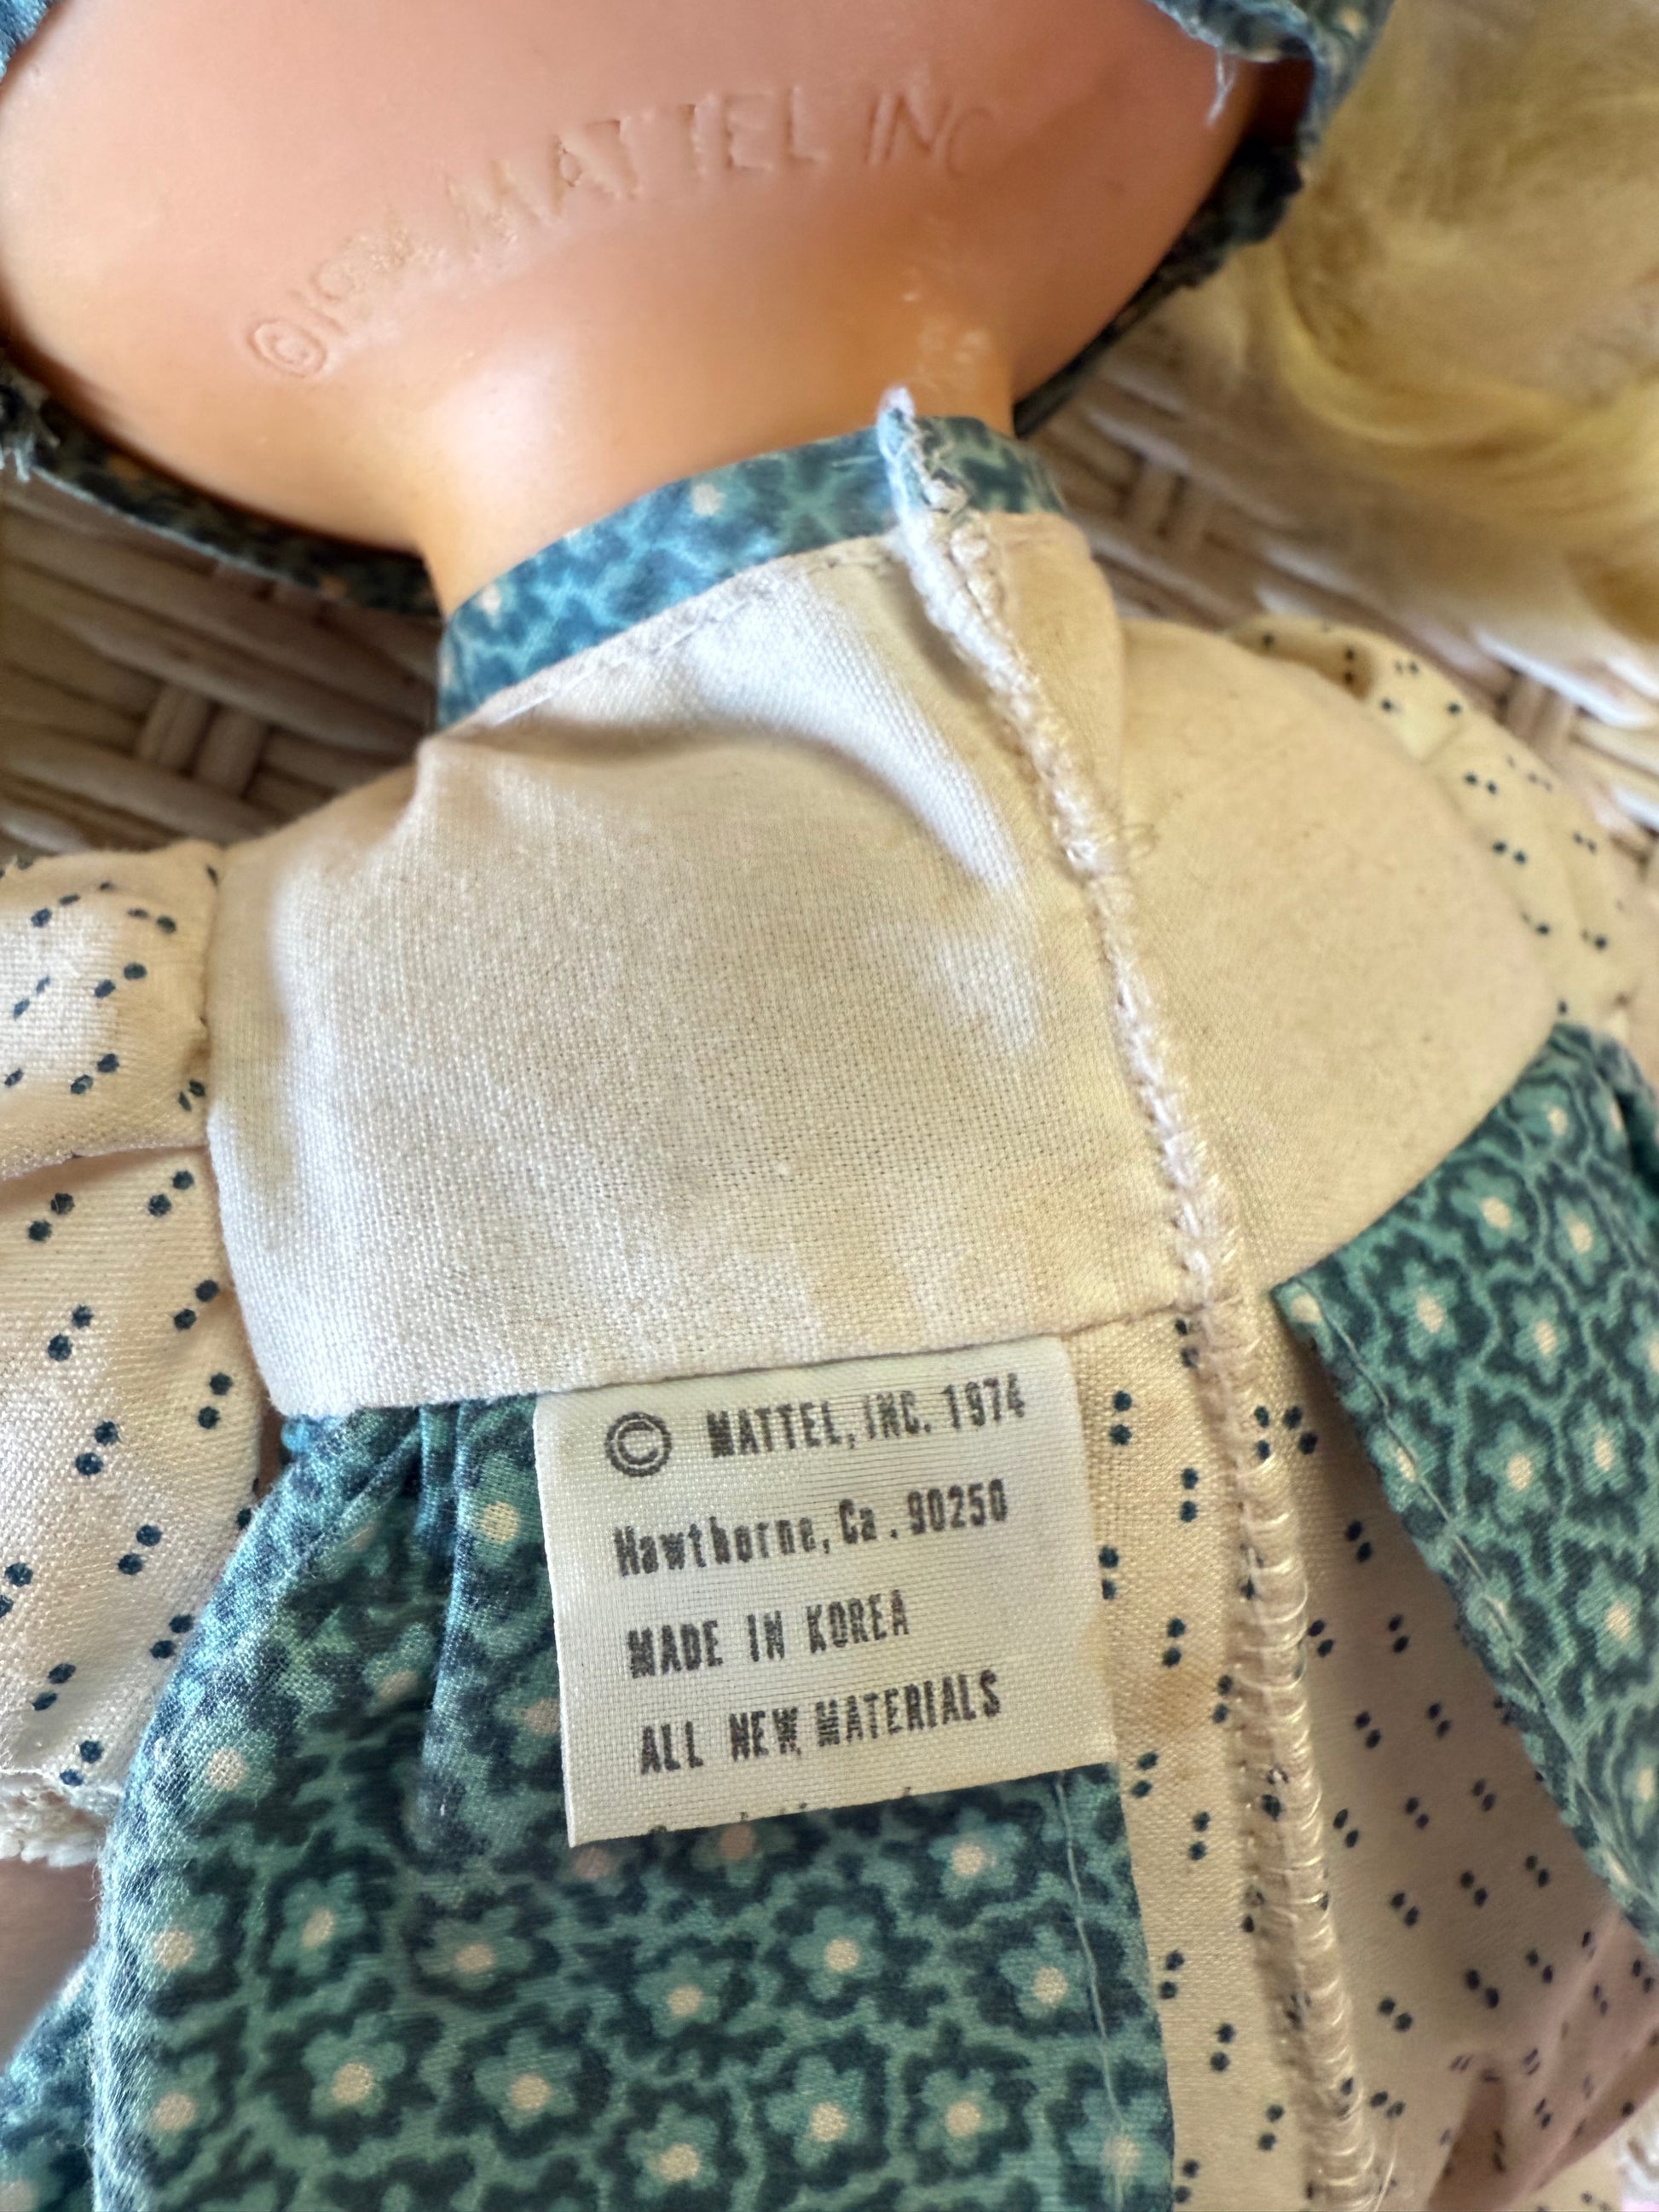 MATTEL INC
© MATTEL, INC. 1974
Hawthorne, Ca. 90250
MADE IN KOREA
ALL NEW MATERIALS